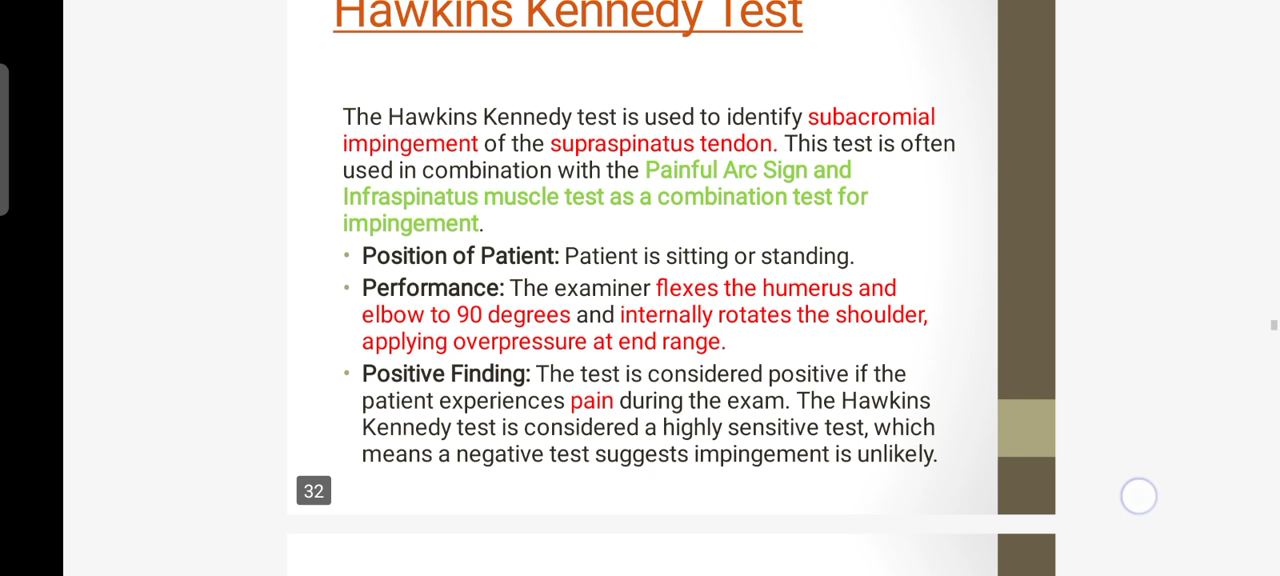 Hawkins Kennedy Test
The Hawkins Kennedy test is used to identify subacromial
impingement of the supraspinatus tendon. This test is often
used in combination with the Painful Arc Sign and
Infraspinatus muscle test as a combination test for
impingement.
• Position of Patient: Patient is sitting or standing.
• Performance: The examiner flexes the humerus and
elbow to 90 degrees and internally rotates the shoulder,
applying overpressure at end range.
• Positive Finding: The test is considered positive if the
patient experiences pain during the exam. The Hawkins
Kennedy test is considered a highly sensitive test, which
means a negative test suggests impingement is unlikely.
32